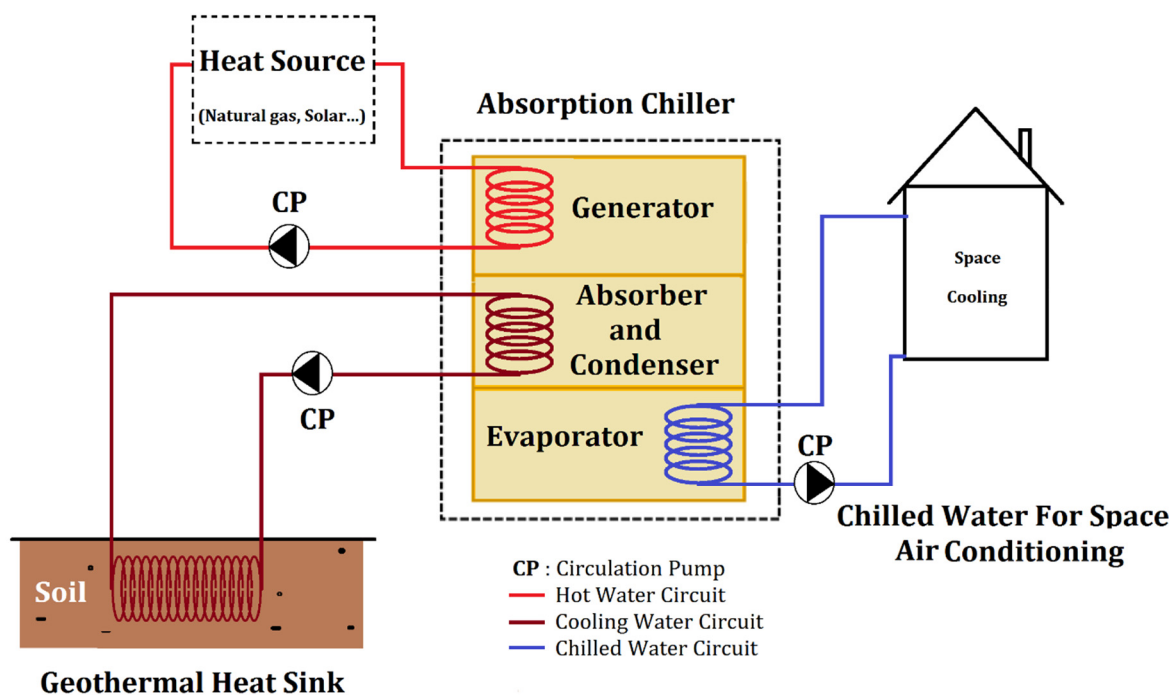 Heat Source
(Natural gas, Solar...)
Absorption Chiller
CP
Generator
Space
Cooling
Absorber
and
Condenser
CP
Evaporator
CP
Chilled Water For Space
Air Conditioning
Soil
CP : Circulation Pump
Hot Water Circuit
Cooling Water Circuit
Chilled Water Circuit
Geothermal Heat Sink